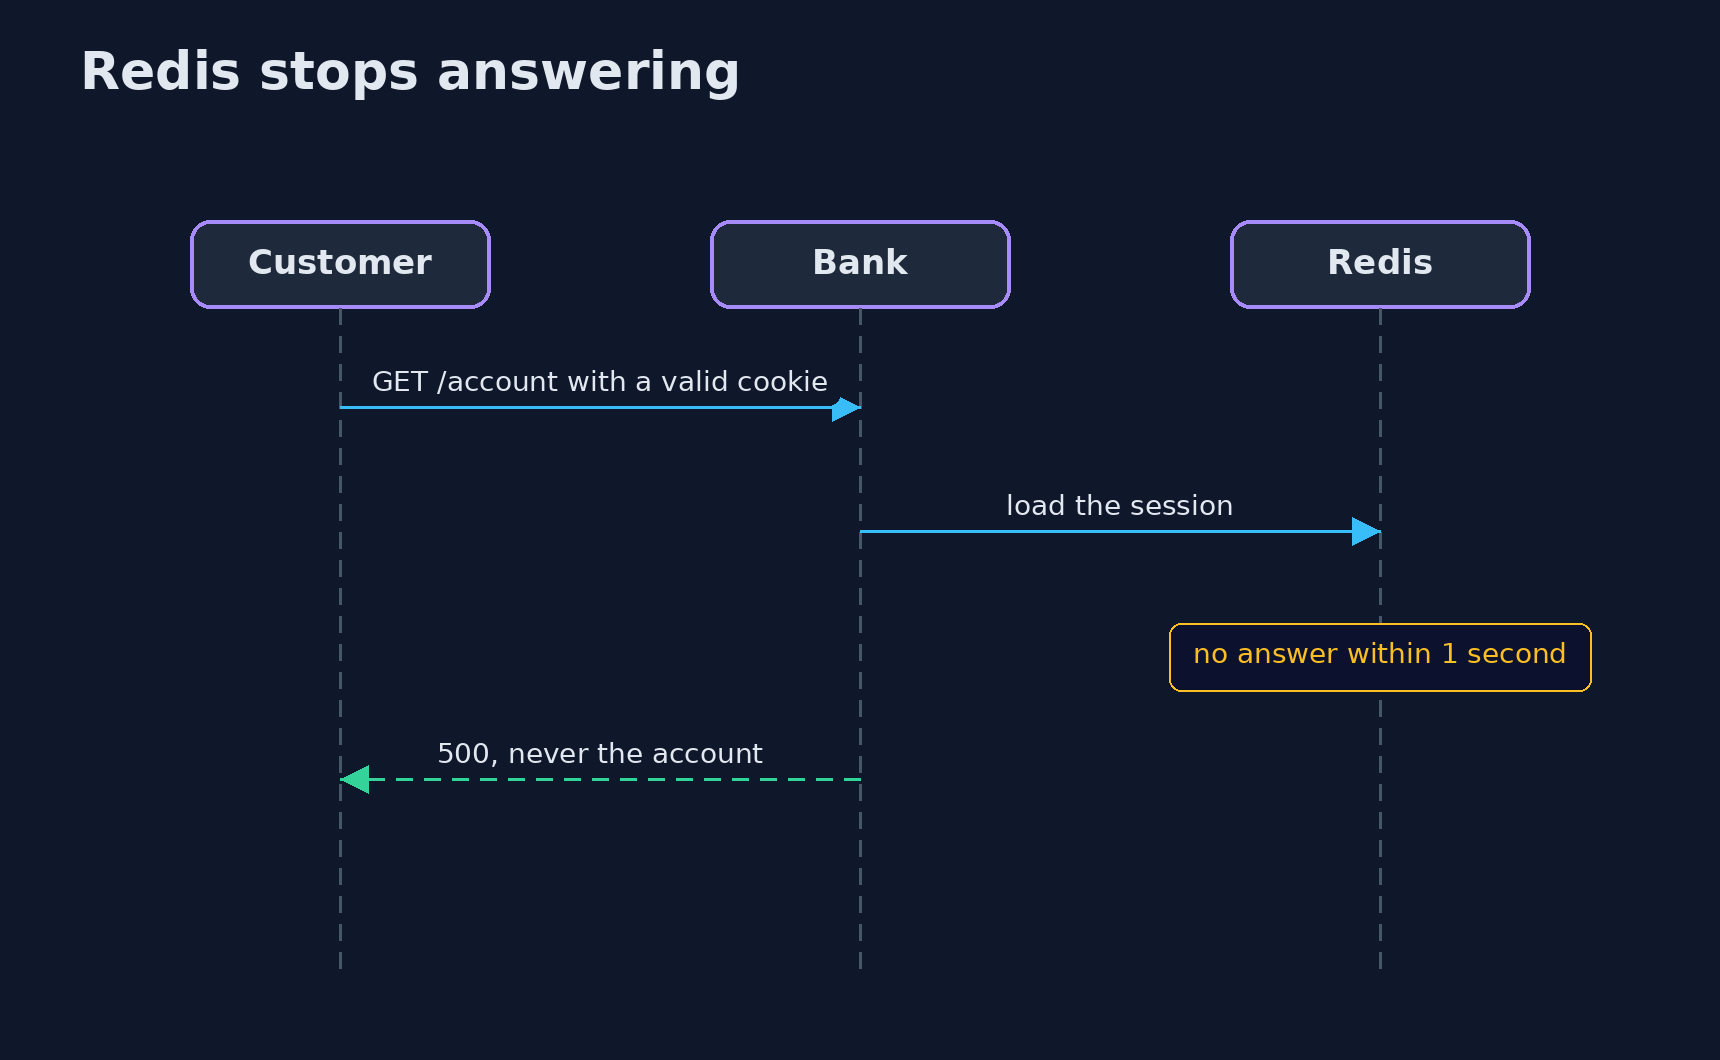 Redis stops answering
Customer
Bank
Redis
GET /account with a valid cookie
load the session
no answer within 1 second
500, never the account